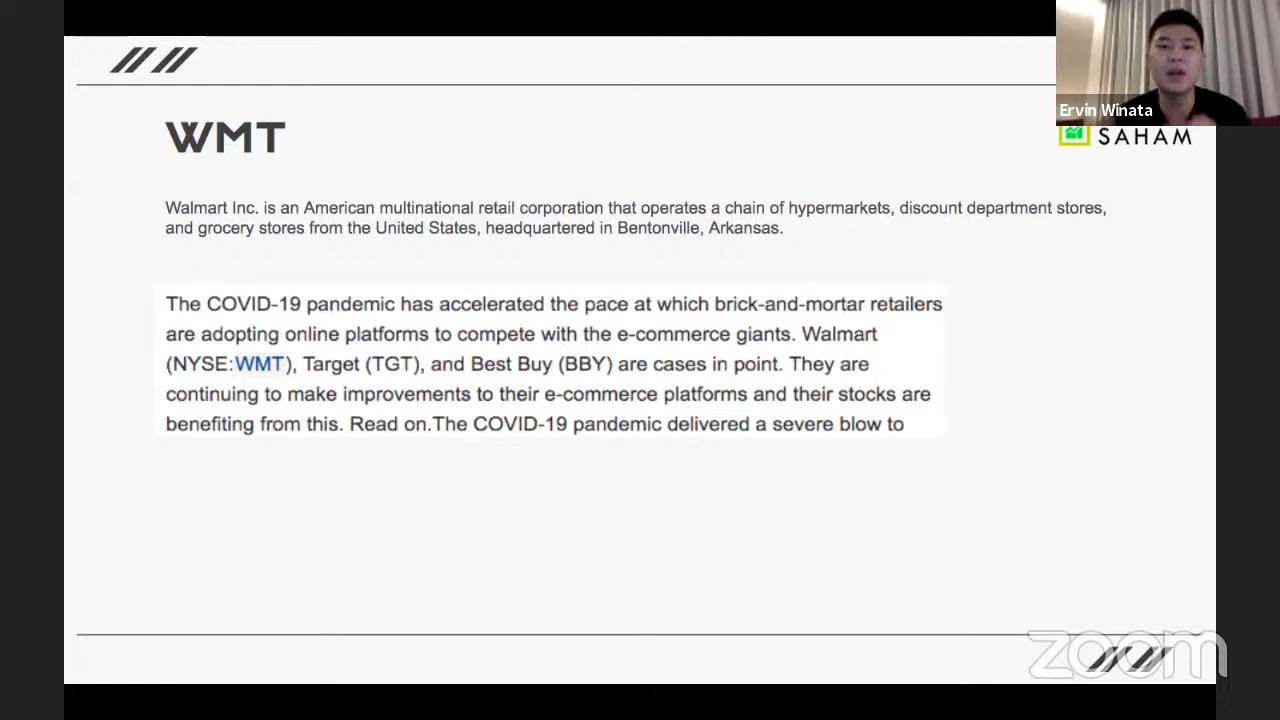 Ervin Winata
SAHAM
WMT
Walmart Inc. is an American multinational retail corporation that operates a chain of hypermarkets, discount department stores,
and grocery stores from the United States, headquartered in Bentonville, Arkansas.
The COVID-19 pandemic has accelerated the pace at which brick-and-mortar retailers
are adopting online platforms to compete with the e-commerce giants. Walmart
(NYSE:WMT), Target (TGT), and Best Buy (BBY) are cases in point. They are
continuing to make improvements to their e-commerce platforms and their stocks are
benefiting from this. Read on.The COVID-19 pandemic delivered a severe blow to
zoom